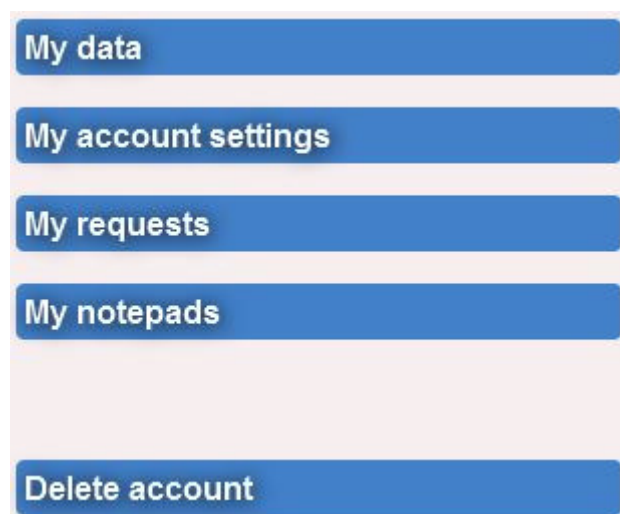 My data
My account settings
My requests
My notepads
Delete account